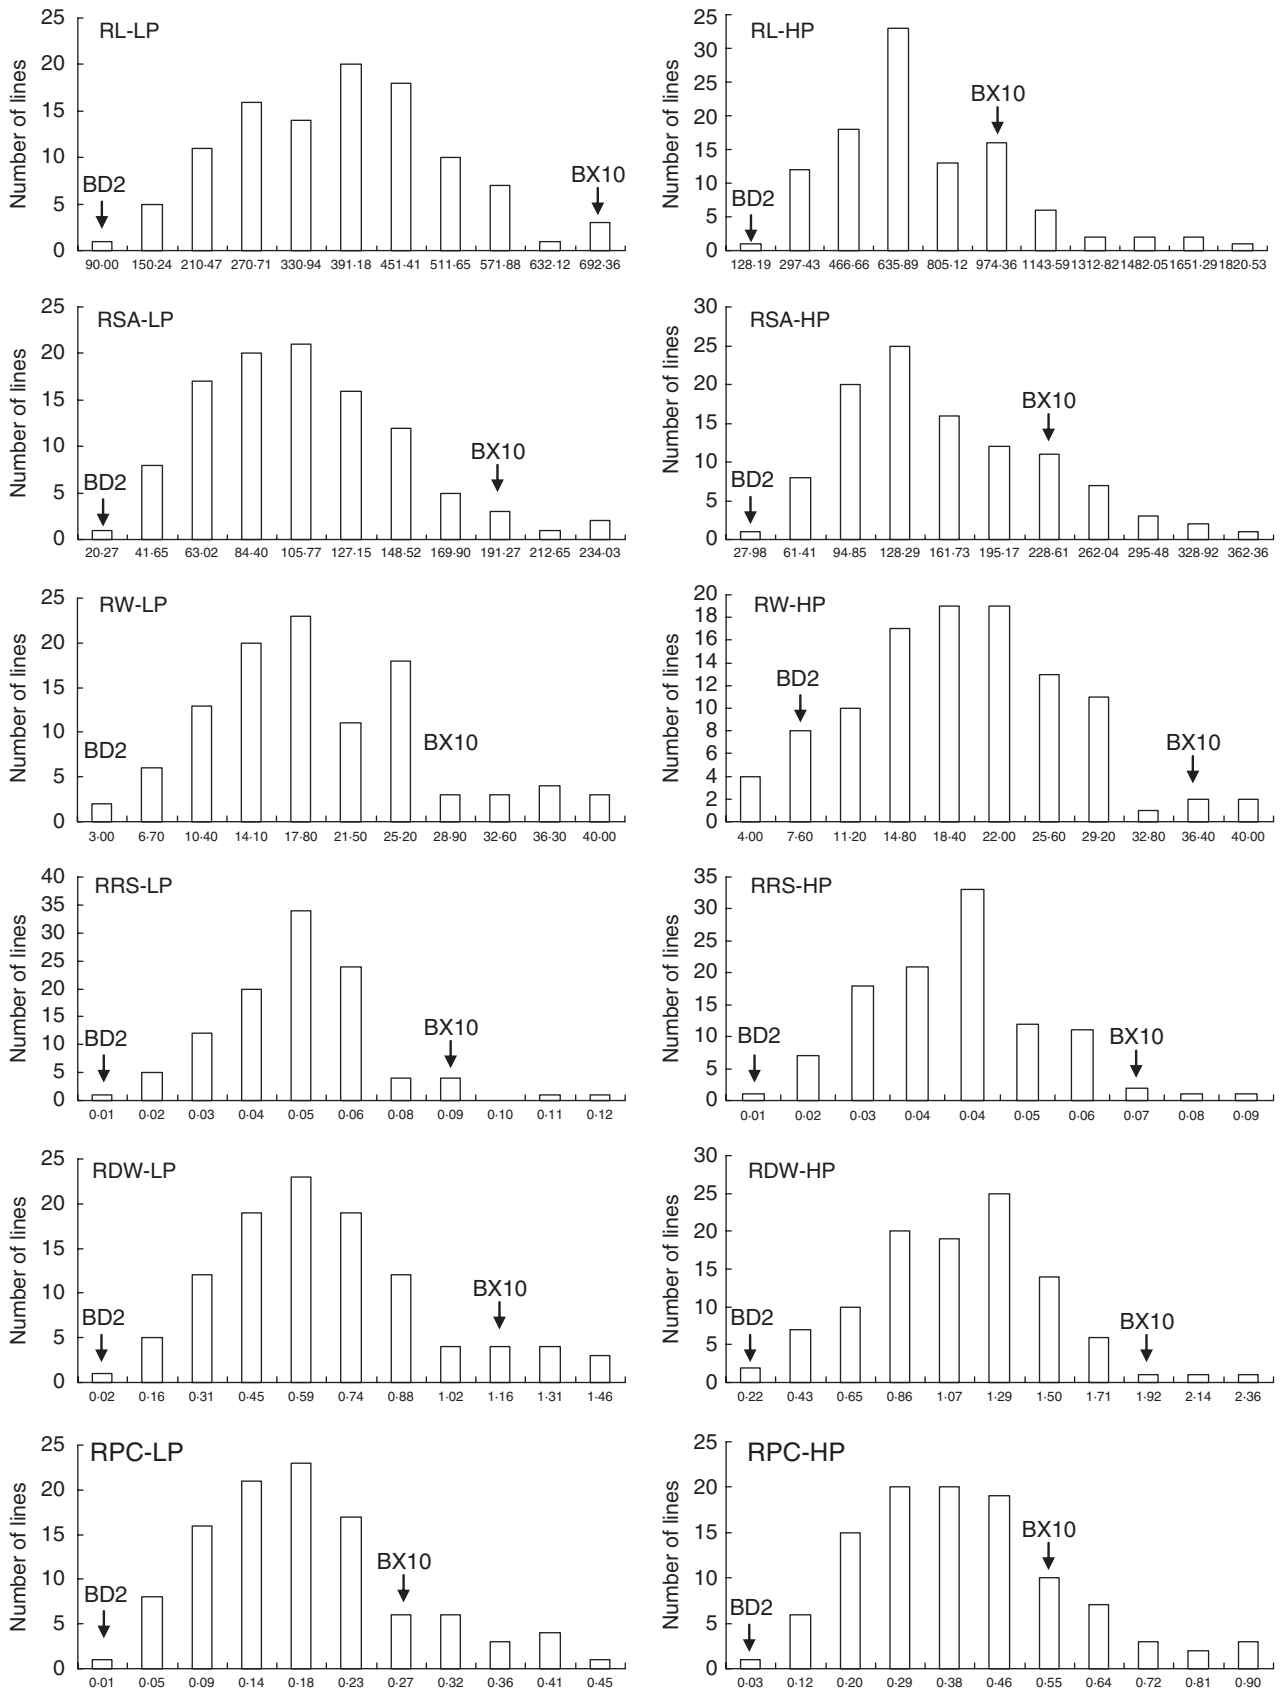 RL-LP
Number of lines
25
20
15
10
5
0
BD2
BX10
90·00 150·24 210·47 270·71 330·94 391·18 451·41 511·65 571·88 632·12 692·36
RL-HP
Number of lines
25
30
25
20
15
10
5
0
BD2
BX10
128·19 297·43 466·66 635·89 805·12 974·36 1143·59 1312·82 1482·05 1651·29 1820·53
RSA-LP
Number of lines
25
20
15
10
5
0
BD2
BX10
20·27 41·65 63·02 84·40 105·77 127·15 148·52 169·90 191·27 212·65 234·03
RSA-HP
Number of lines
30
25
20
15
10
5
0
BD2
BX10
27·98 61·41 94·85 128·29 161·73 195·17 228·61 262·04 295·48 328·92 362·36
RW-LP
Number of lines
25
20
15
10
5
0
BD2
BX10
3·00 6·70 10·40 14·10 17·80 21·50 25·20 28·90 32·60 36·30 40·00
RW-HP
Number of lines
20
18
16
14
12
10
8
6
4
2
0
BD2
BX10
4·00 7·60 11·20 14·80 18·40 22·00 25·60 29·20 32·80 36·40 40·00
RRS-LP
Number of lines
40
35
30
25
20
15
10
5
0
BD2
BX10
0·01 0·02 0·03 0·04 0·05 0·06 0·08 0·09 0·10 0·11 0·12
RRS-HP
Number of lines
35
30
25
20
15
10
5
0
BD2
BX10
0·01 0·02 0·03 0·04 0·04 0·05 0·06 0·07 0·08 0·09
RDW-LP
Number of lines
25
20
15
10
5
0
BD2
BX10
0·02 0·16 0·31 0·45 0·59 0·74 0·88 1·02 1·16 1·31 1·46
RDW-HP
Number of lines
30
25
20
15
10
5
0
BD2
BX10
0·22 0·43 0·65 0·86 1·07 1·29 1·50 1·71 1·92 2·14 2·36
RPC-LP
Number of lines
25
20
15
10
5
0
BD2
BX10
0·01 0·05 0·09 0·14 0·18 0·23 0·27 0·32 0·36 0·41 0·45
RPC-HP
Number of lines
25
20
15
10
5
0
BD2
BX10
0·03 0·12 0·20 0·29 0·38 0·46 0·55 0·64 0·72 0·81 0·90